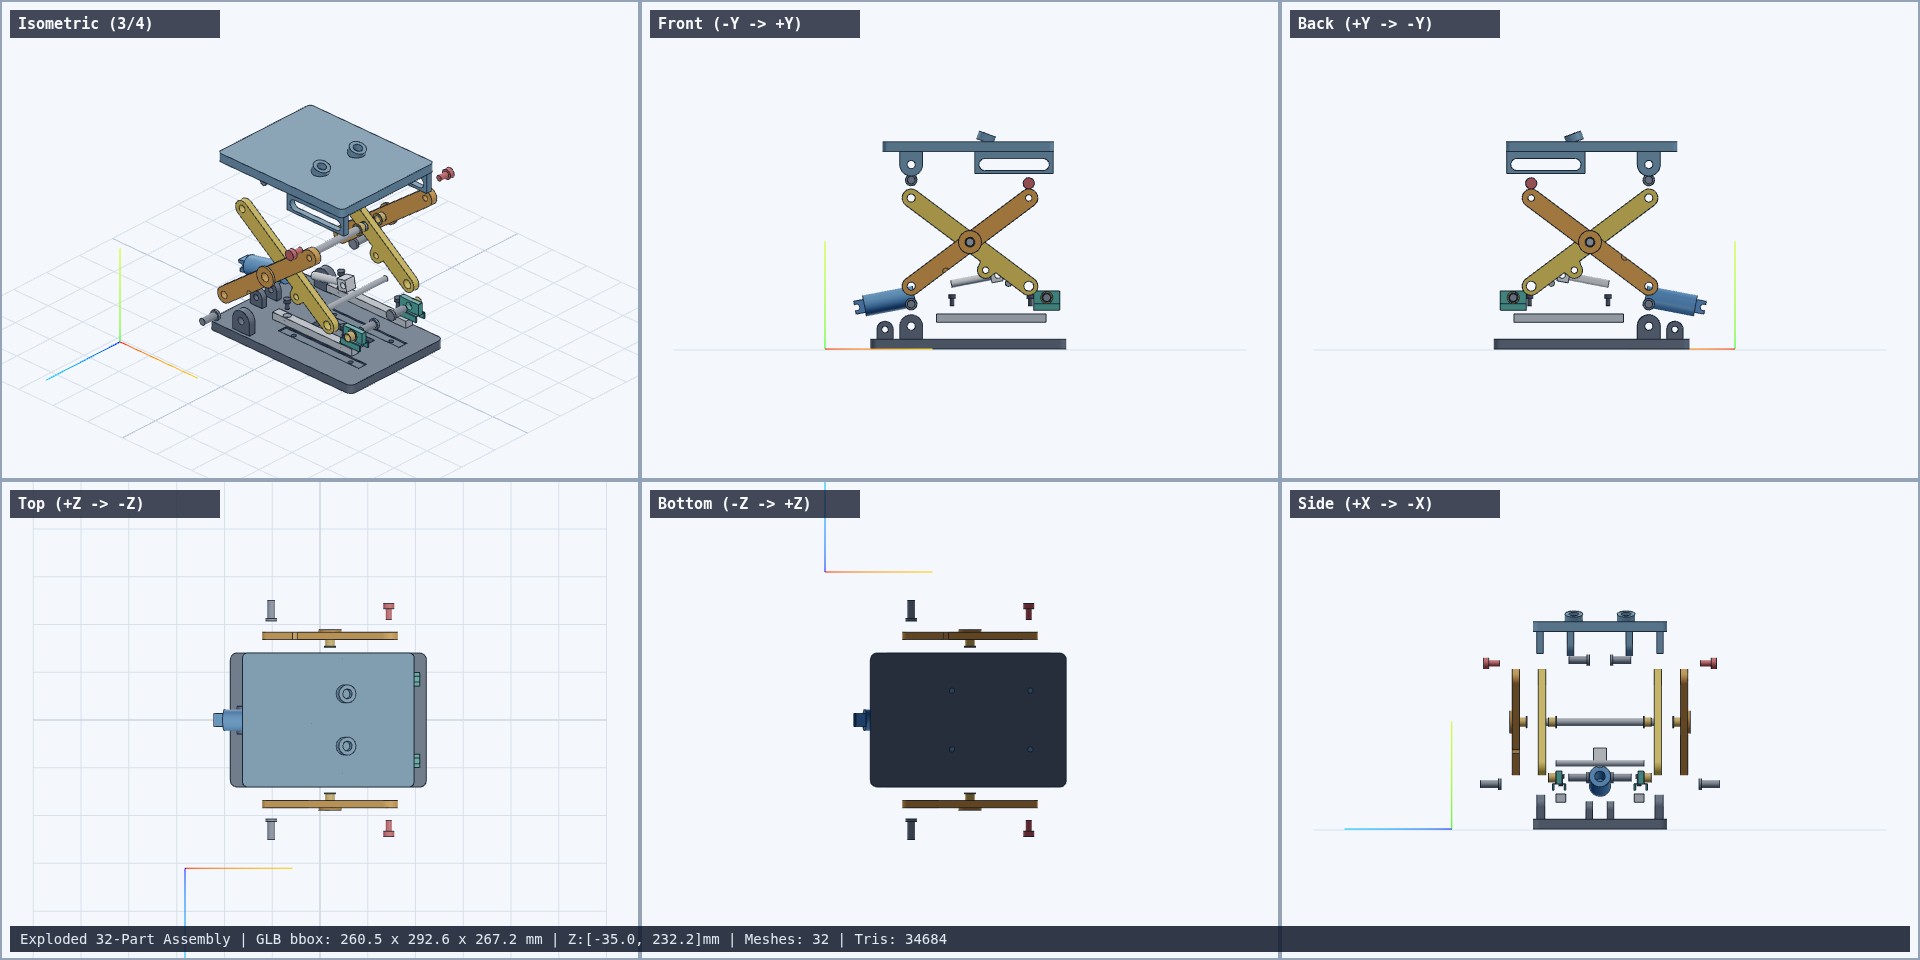 Isometric (3/4)
Front (-Y -> +Y)
Back (+Y -> -Y)
Top (+Z -> -Z)
Bottom (-Z -> +Z)
Side (+X -> -X)
Exploded 32-Part Assembly | GLB bbox: 260.5 x 292.6 x 267.2 mm | Z:[-35.0, 232.2]mm | Meshes: 32 | Tris: 34684